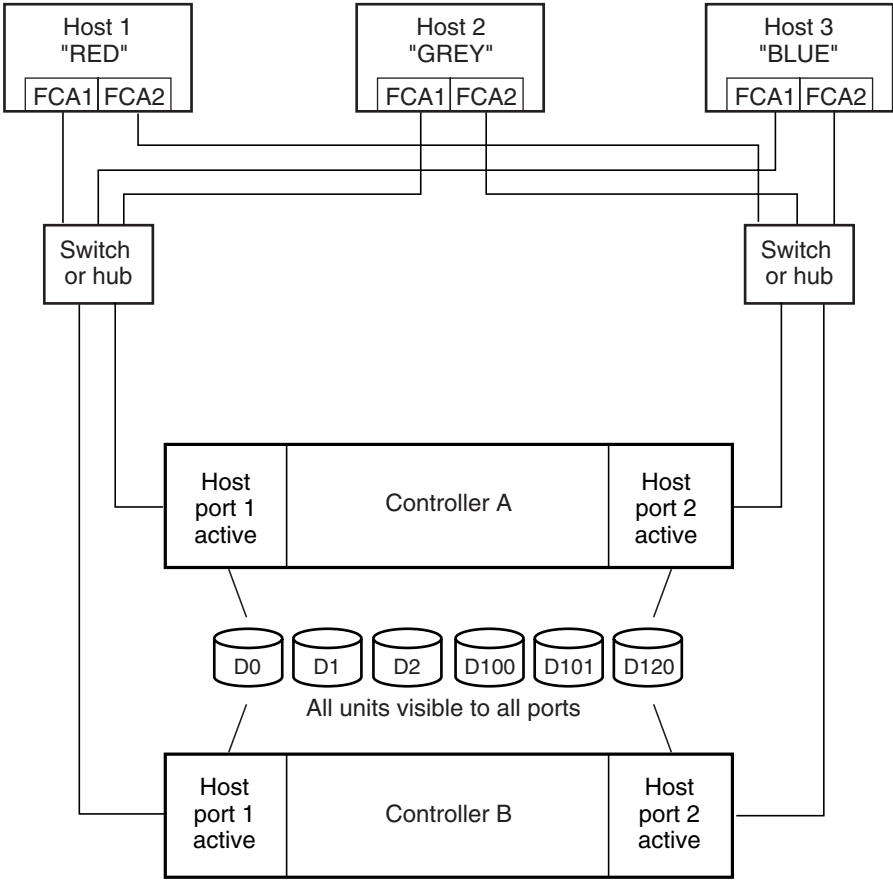 Host 1
"RED"
FCA1 FCA2
Host 2
"GREY"
FCA1 FCA2
Host 3
"BLUE"
FCA1 FCA2
Switch
or hub
Switch
or hub
Host
port 1
active
Controller A
Host
port 2
active
D0 D1 D2 D100 D101 D120
All units visible to all ports
Host
port 1
active
Controller B
Host
port 2
active